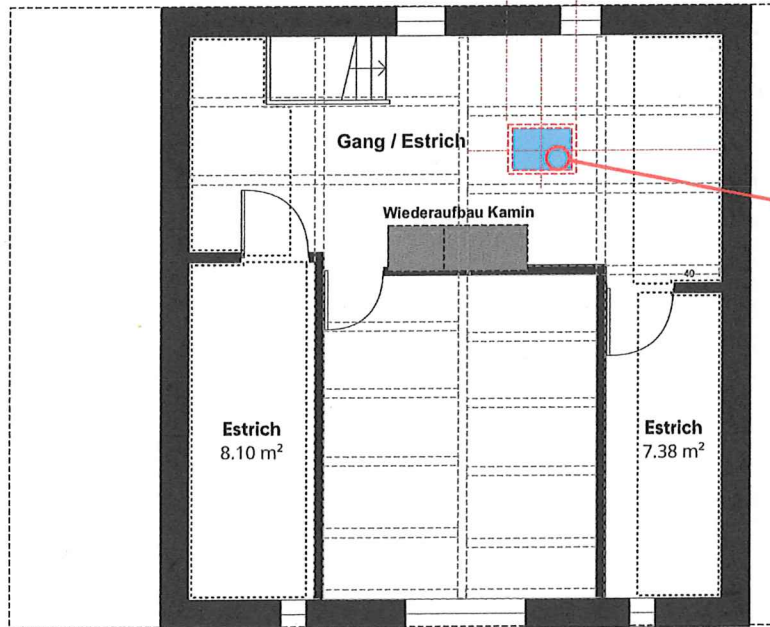 Gang / Estrich
Wiederaufbau Kamin
40
Estrich
8.10 m²
Estrich
7.38 m²